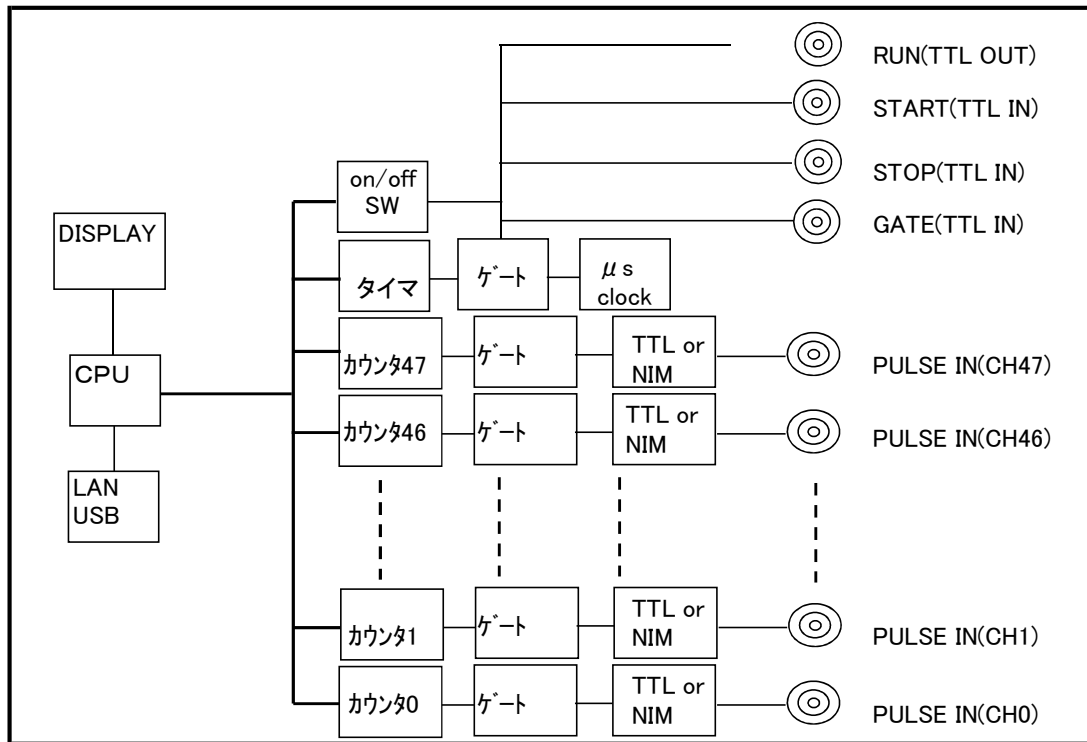 RUN(TTL OUT)
START(TTL IN)
STOP(TTL IN)
GATE(TTL IN)
on/off
SW
DISPLAY
タイマ
ゲート
μs
clock
CPU
カウンタ47
ゲート
TTL or
NIM
PULSE IN(CH47)
カウンタ46
ゲート
TTL or
NIM
PULSE IN(CH46)
LAN
USB
カウンタ1
ゲート
TTL or
NIM
PULSE IN(CH1)
カウンタ0
ゲート
TTL or
NIM
PULSE IN(CH0)